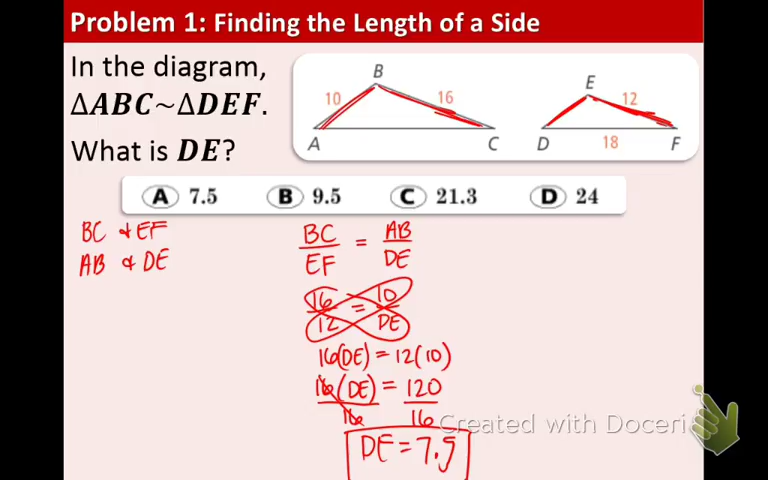 Problem 1: Finding the Length of a Side
In the diagram,
ΔABC~ΔDEF.
What is DE?
B
10
16
A
C
E
12
D
18
F
A 7.5 B 9.5 C 21.3 D 24
BC & EF
AB & DE
BC/EF = AB/DE
16/12 = 10/DE
16(DE) = 12(10)
16(DE)/16 = 120/16
Created with Doceri
DE = 7.5